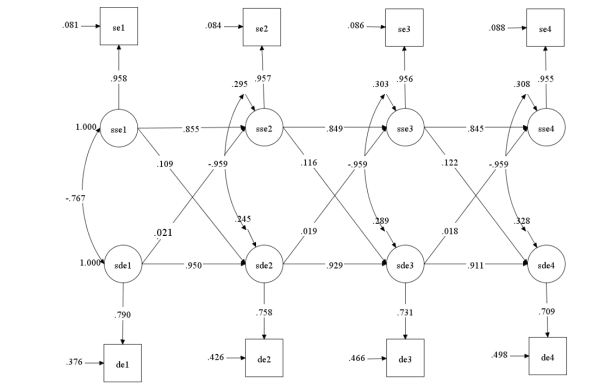 .081 se1 .084 se2 .086 se3 .088 se4
.958 .295 .957 .303 .956 .308 .955
1.000 sse1 .855 sse2 .849 sse3 .845 sse4
.109 -.959 .116 -.959 .122 -.959
-.767
.021 .245 .019 .289 .018 .328
1.000 sde1 .950 sde2 .929 sde3 .911 sde4
.790 .758 .731 .709
.376 de1 .426 de2 .466 de3 .498 de4